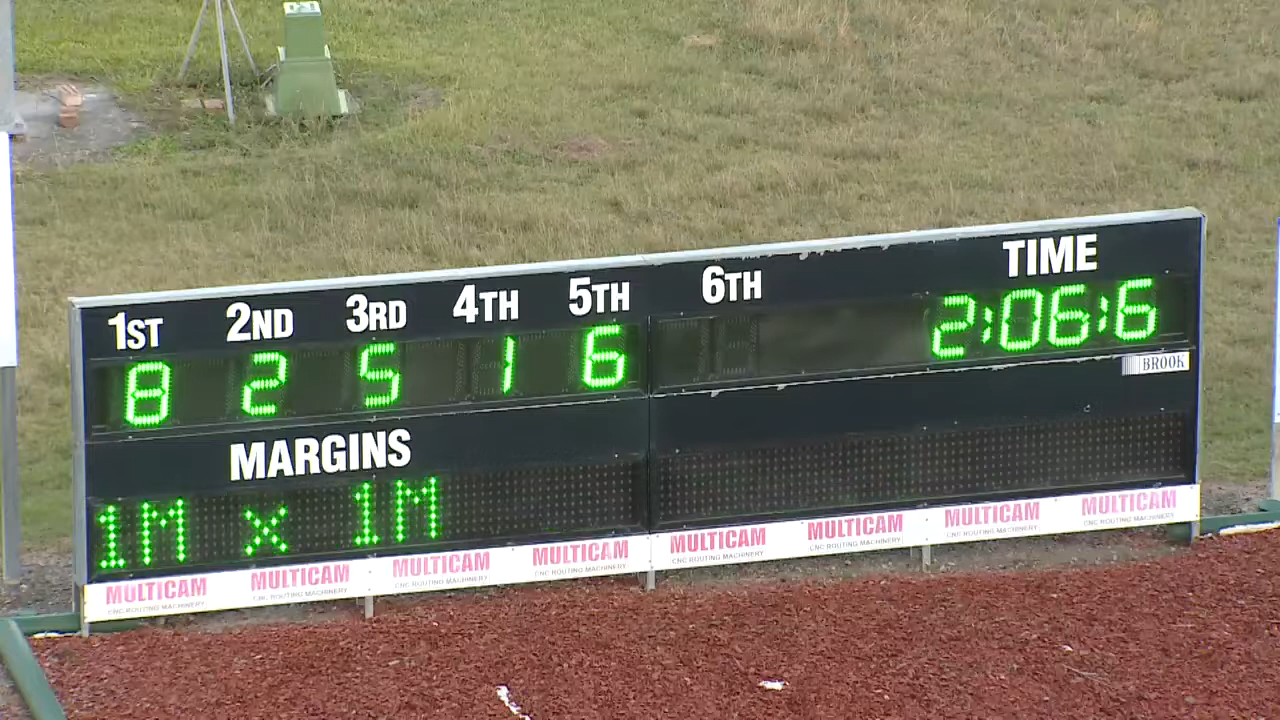 1ST 2ND 3RD 4TH 5TH 6TH TIME
8 2 5 1 6 2:06:6
BROOK
MARGINS
1M x 1M
MULTICAM MULTICAM MULTICAM MULTICAM MULTICAM MULTICAM MULTICAM MULTICAM
CNC ROUTING MACHINERY CNC ROUTING MACHINERY CNC ROUTING MACHINERY CNC ROUTING MACHINERY CNC ROUTING MACHINERY CNC ROUTING MACHINERY CNC ROUTING MACHINERY CNC ROUTING MACHINERY